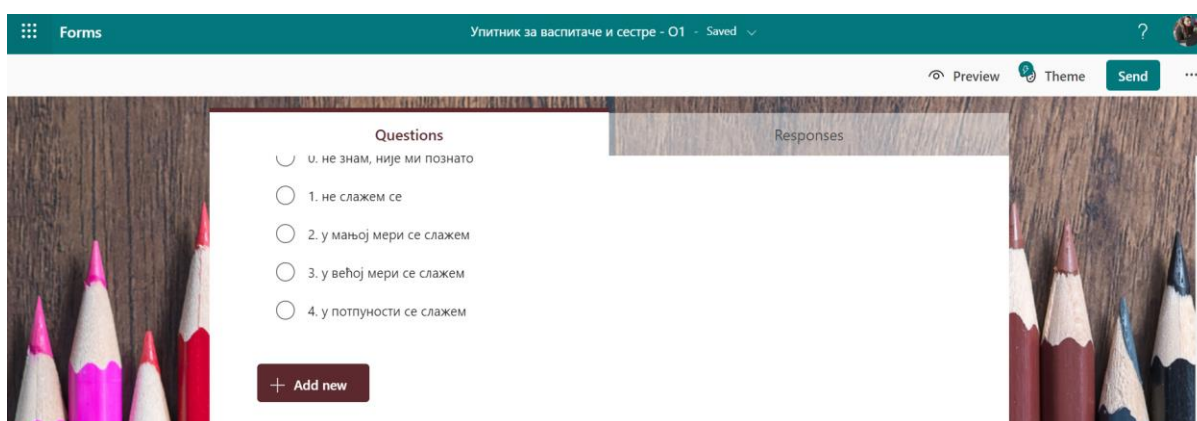 Forms
Упитник за васпитаче и сестре - О1 - Saved
?
Preview
Theme
Send
...
Questions
Responses
0. не знам, није ми познато
1. не слажем се
2. у мањој мери се слажем
3. у већој мери се слажем
4. у потпуности се слажем
+ Add new